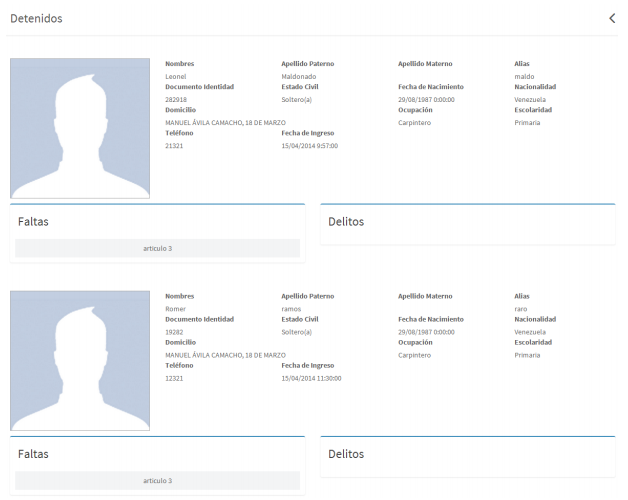 Detenidos
Nombres Apellido Paterno Apellido Materno Alias
Leonel Maldonado maldo
Documento Identidad Estado Civil Fecha de Nacimiento Nacionalidad
282918 Soltero(a) 29/08/1987 0:00:00 Venezuela
Domicilio Ocupación Escolaridad
MANUEL ÁVILA CAMACHO, 18 DE MARZO Carpintero Primaria
Teléfono Fecha de Ingreso
21321 15/04/2014 9:57:00
Faltas Delitos
articulo 3
Nombres Apellido Paterno Apellido Materno Alias
Romer ramos raro
Documento Identidad Estado Civil Fecha de Nacimiento Nacionalidad
19282 Soltero(a) 29/08/1987 0:00:00 Venezuela
Domicilio Ocupación Escolaridad
MANUEL ÁVILA CAMACHO, 18 DE MARZO Carpintero Primaria
Teléfono Fecha de Ingreso
12321 15/04/2014 11:30:00
Faltas Delitos
articulo 3